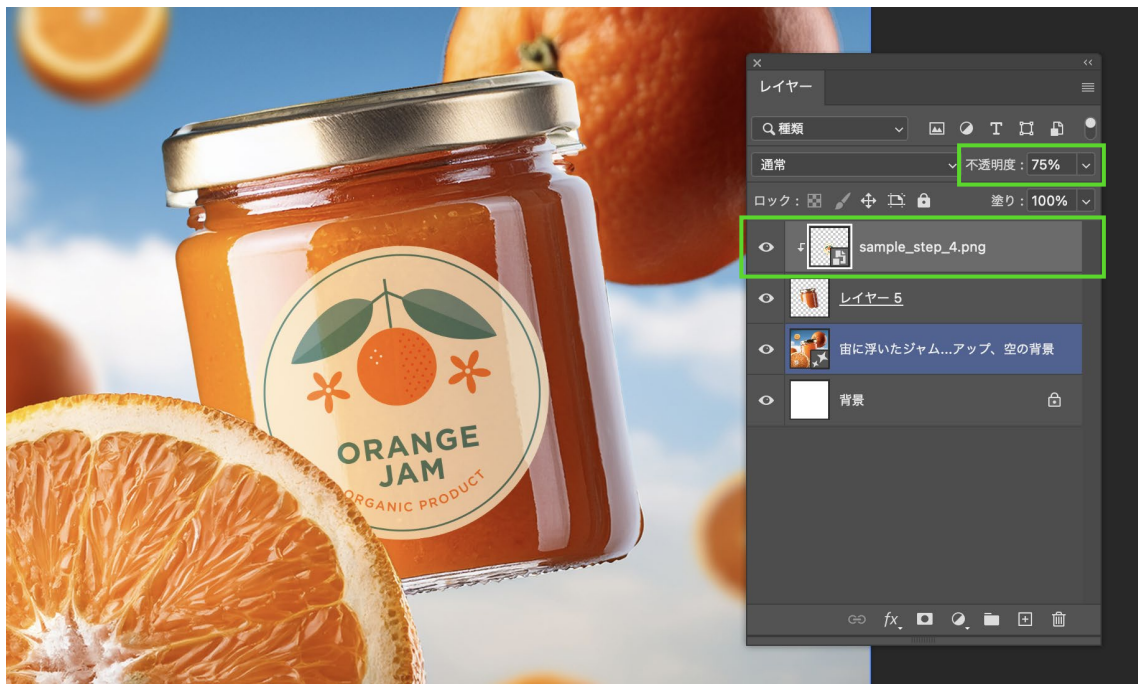 ORANGE
JAM
ORGANIC PRODUCT
レイヤー
種類
通常
不透明度 : 75%
ロック :
塗り : 100%
sample_step_4.png
レイヤー 5
宙に浮いたジャム...アップ、空の背景
背景
fx